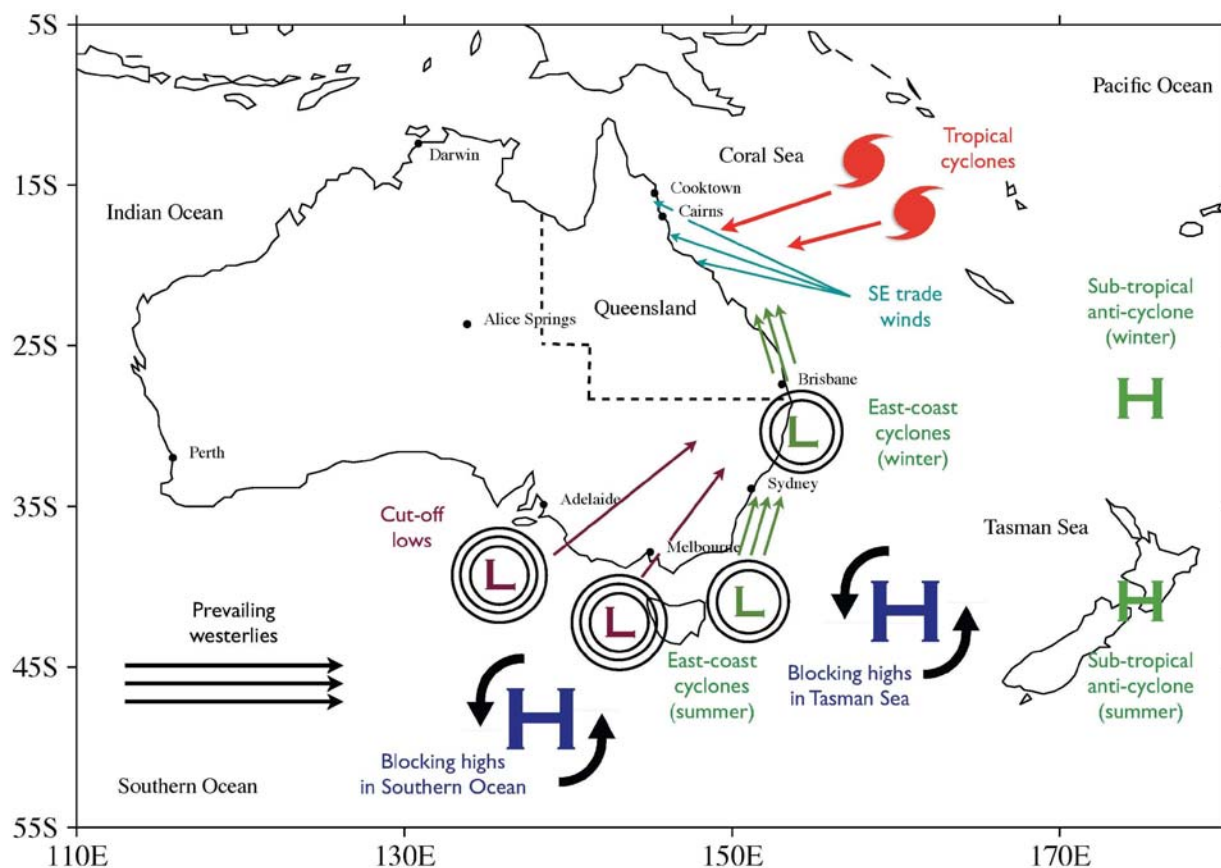 5S
15S
25S
35S
45S
55S
110E
130E
150E
170E
Pacific Ocean
Darwin
Coral Sea
Tropical
cyclones
Indian Ocean
Cooktown
Cairns
Queensland
SE trade
winds
Sub-tropical
anti-cyclone
(winter)
H
Alice Springs
Brisbane
L
East-coast
cyclones
(winter)
Perth
Adelaide
Sydney
Cut-off
lows
L
Melbourne
L
L
Tasman Sea
H
H
Prevailing
westerlies
East-coast
cyclones
(summer)
Blocking highs
in Tasman Sea
Sub-tropical
anti-cyclone
(summer)
H
Blocking highs
in Southern Ocean
Southern Ocean